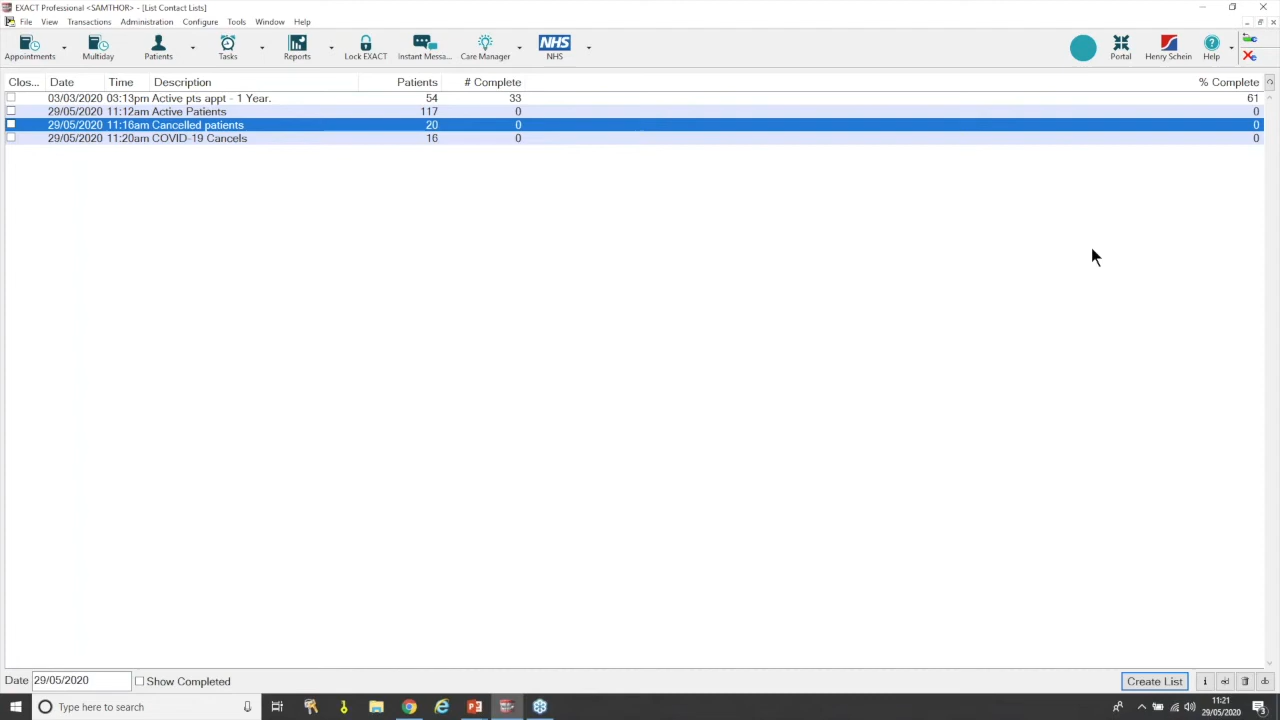 EXACT Professional <SAMTHOR> - [List Contact Lists]
File View Transactions Administration Configure Tools Window Help
Appointments Multiday Patients Tasks Reports Lock EXACT Instant Messa... Care Manager NHS NHS Portal Henry Schein Help
Clos... Date Time Description Patients # Complete % Complete
03/03/2020 03:13pm Active pts appt - 1 Year. 54 33 61
29/05/2020 11:12am Active Patients 117 0 0
29/05/2020 11:16am Cancelled patients 20 0 0
29/05/2020 11:20am COVID-19 Cancels 16 0 0
Date 29/05/2020 Show Completed Create List
Type here to search
11:21
29/05/2020
3